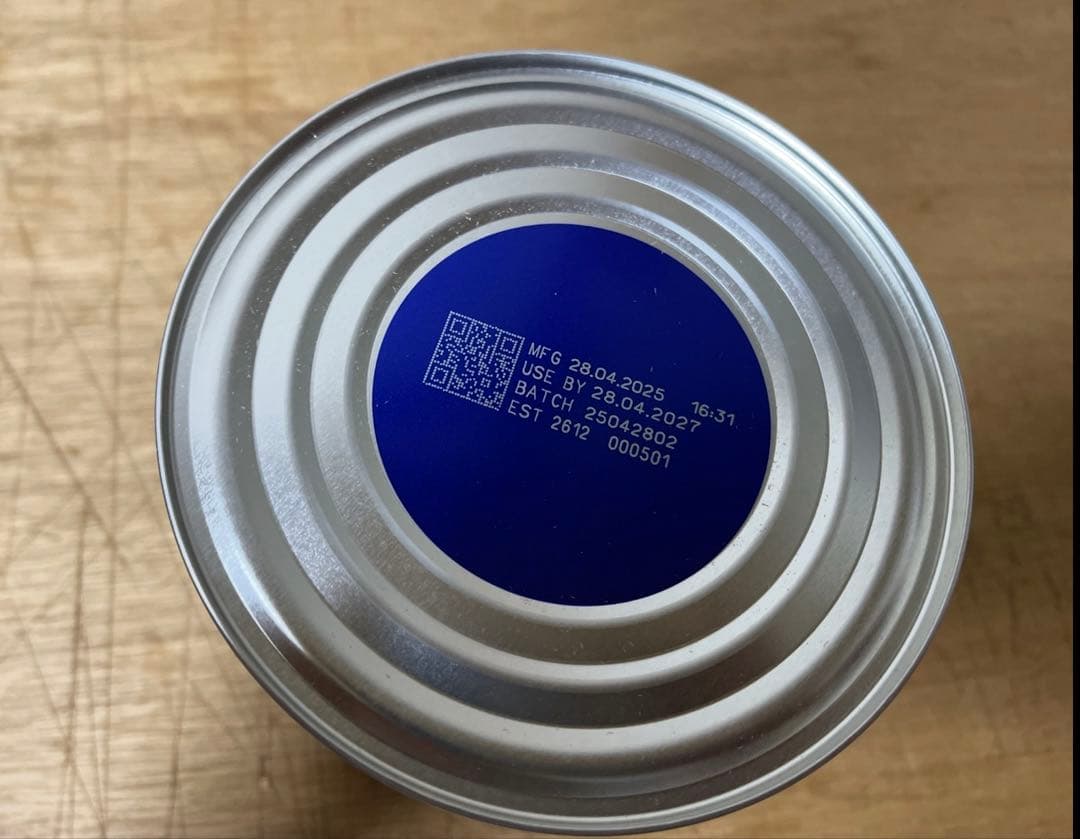 MFG 28.04.2025 16:31
USE BY 28.04.2027
BATCH 25042802
EST 2612 000501